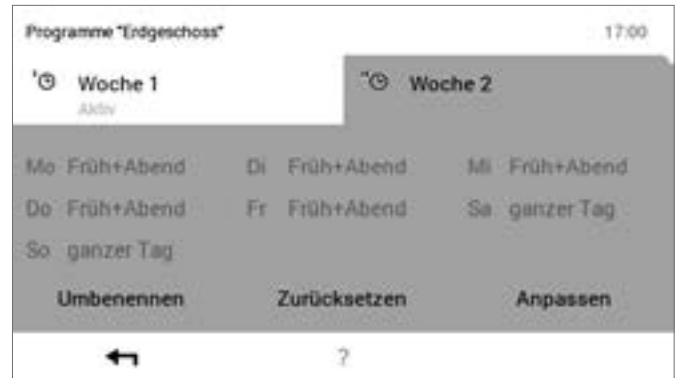 Programme "Erdgeschoss" 17:00
Woche 1 Woche 2
Aktiv
Mo Früh+Abend Di Früh+Abend Mi Früh+Abend
Do Früh+Abend Fr Früh+Abend Sa ganzer Tag
So ganzer Tag
Umbenennen Zurücksetzen Anpassen
?